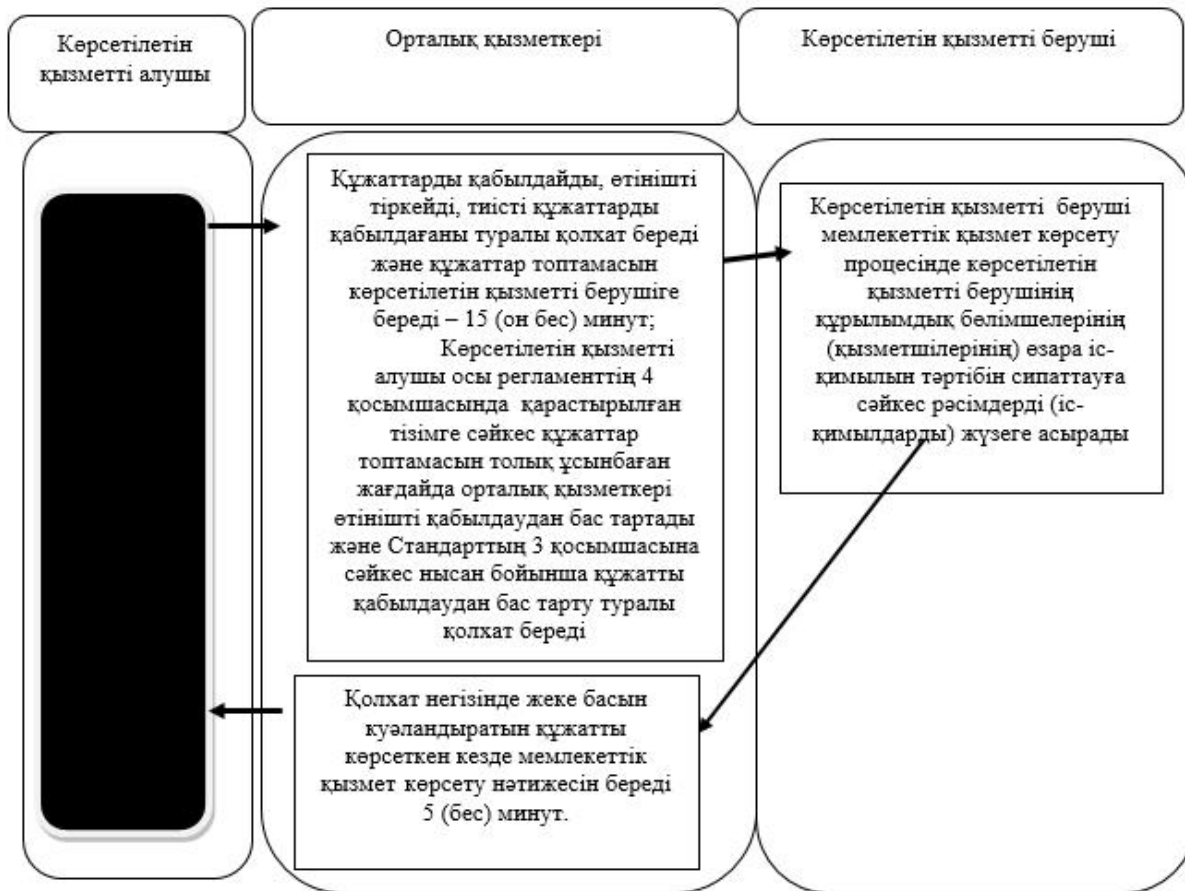 Көрсетілетін
қызметті алушы
Орталық қызметкері
Көрсетілетін қызметті беруші
Құжаттарды қабылдайды, өтінішті
тіркейді, тиісті құжаттарды
қабылдағаны туралы қолхат береді
және құжаттар топтамасын
көрсетілетін қызметті берушіге
береді – 15 (он бес) минут;
Көрсетілетін қызметті
алушы осы регламенттің 4
қосымшасында қарастырылған
тізімге сәйкес құжаттар
топтамасын толық ұсынбаған
жағдайда орталық қызметкері
өтінішті қабылдаудан бас тартады
және Стандарттың 3 қосымшасына
сәйкес нысан бойынша құжатты
қабылдаудан бас тарту туралы
қолхат береді
Көрсетілетін қызметті беруші
мемлекеттік қызмет көрсету
процесінде көрсетілетін
қызметті берушінің
құрылымдық бөлімшелерінің
(қызметшілерінің) өзара іс-
қимылын тәртібін сипаттауға
сәйкес рәсімдерді (іс-
қимылдарды) жүзеге асырады
Қолхат негізінде жеке басын
куәландыратын құжатты
көрсеткен кезде мемлекеттік
қызмет көрсету нәтижесін береді
5 (бес) минут.